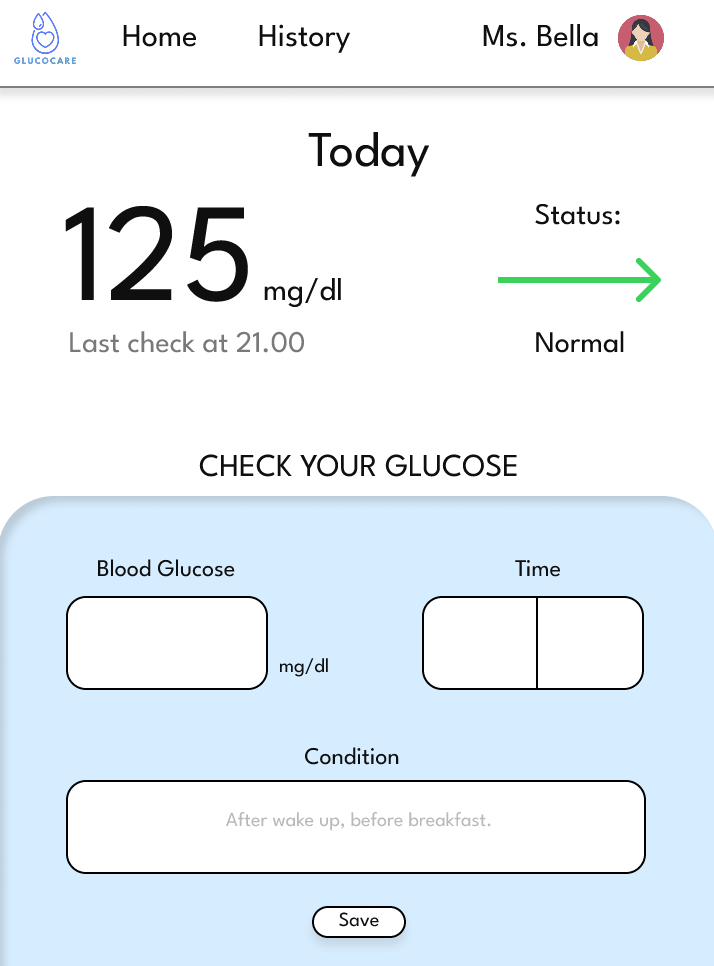 GLUCOCARE
Home
History
Ms. Bella
Today
125 mg/dl
Last check at 21.00
Status:
Normal
CHECK YOUR GLUCOSE
Blood Glucose
mg/dl
Time
Condition
After wake up, before breakfast.
Save